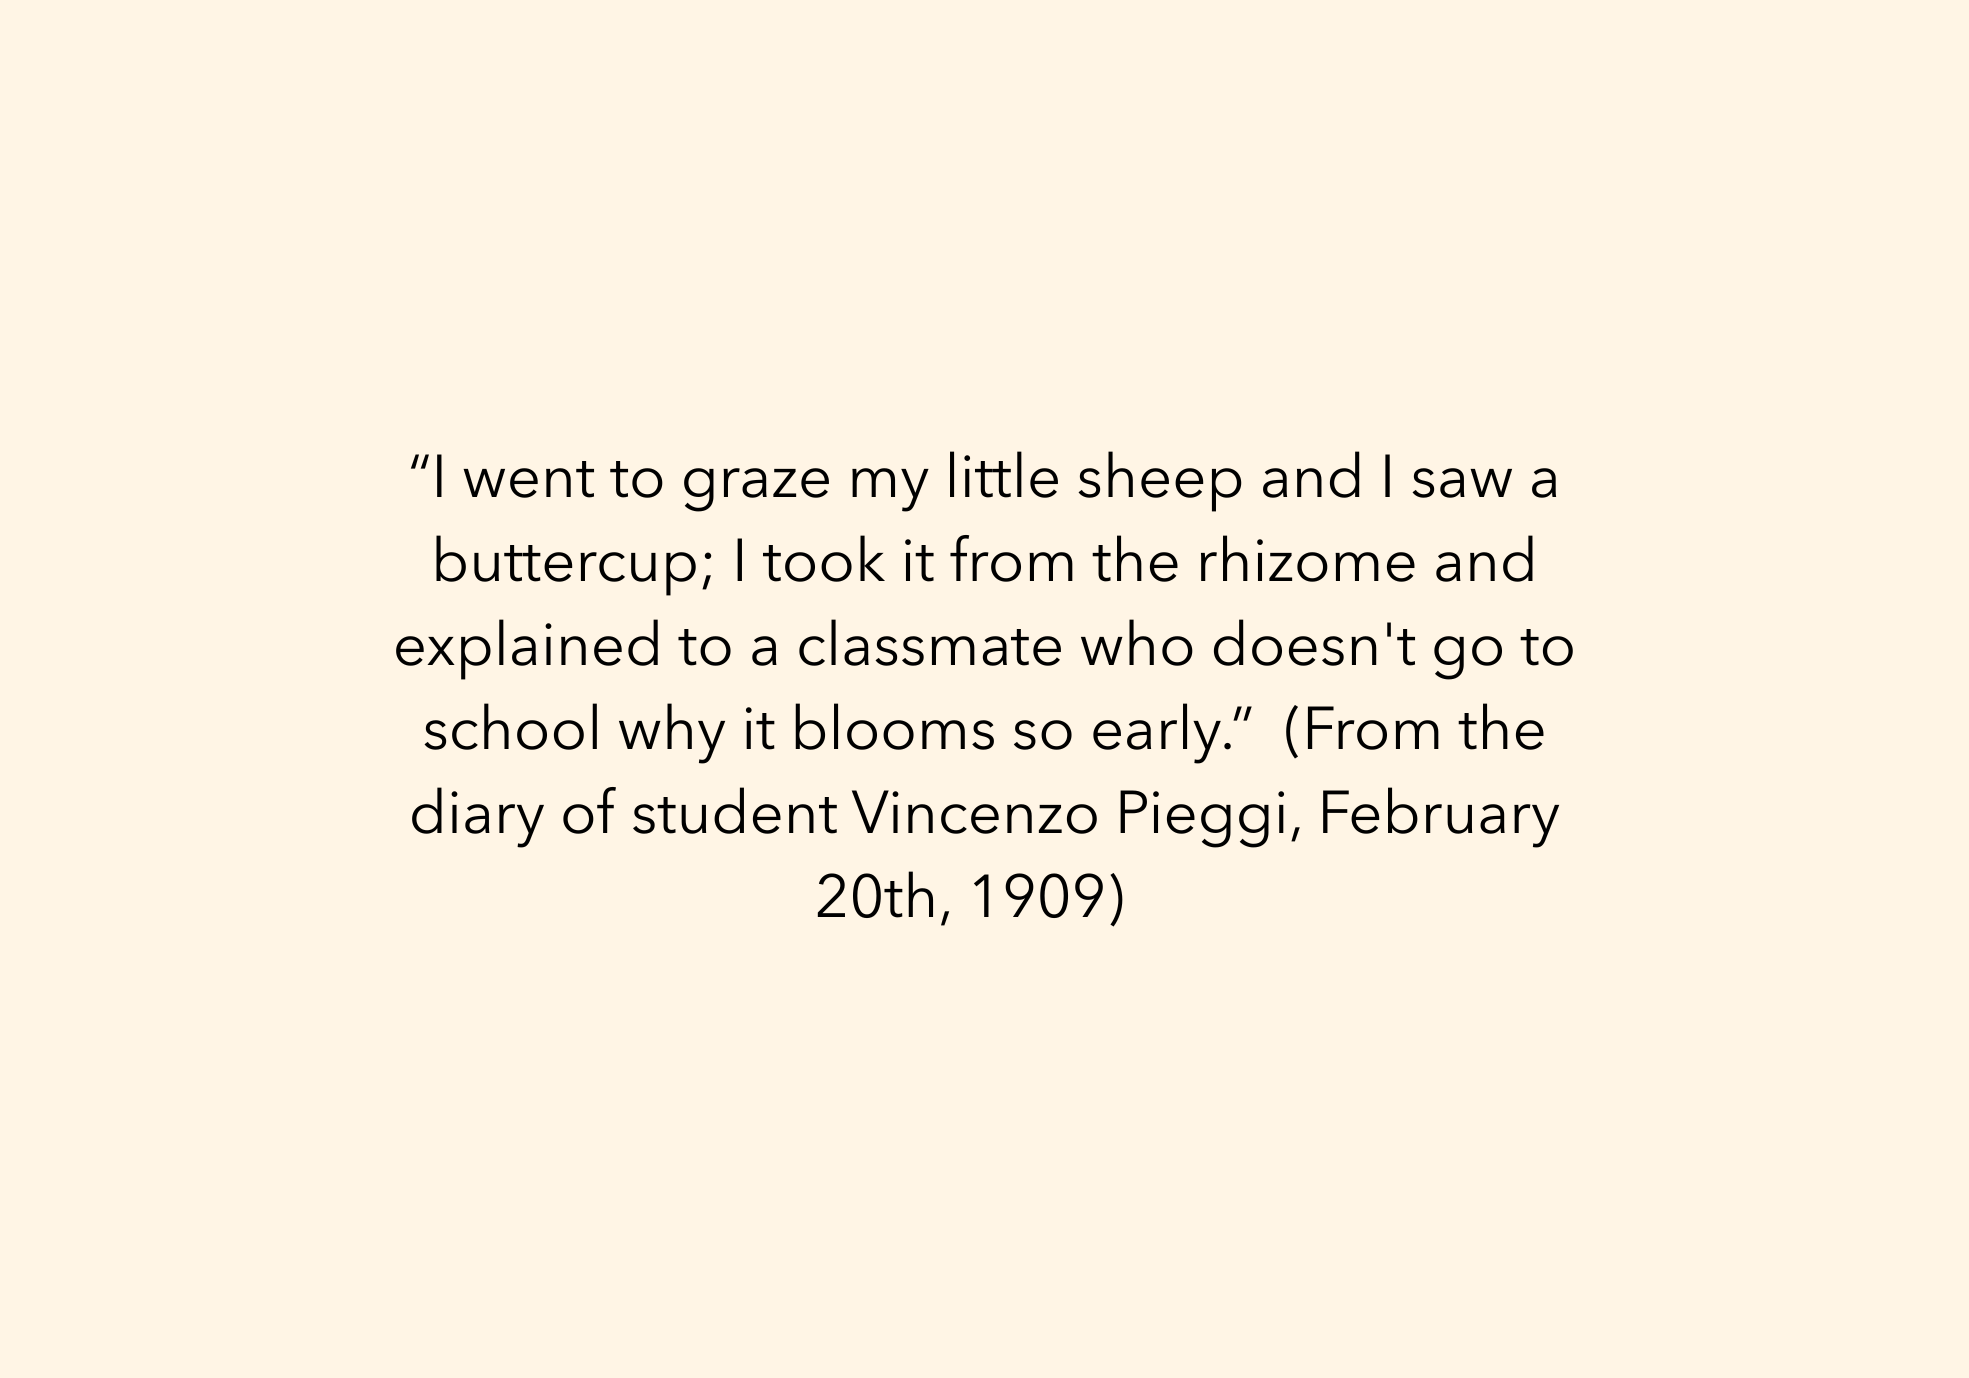 “I went to graze my little sheep and I saw a
buttercup; I took it from the rhizome and
explained to a classmate who doesn't go to
school why it blooms so early.”  (From the
diary of student Vincenzo Pieggi, February
20th, 1909)